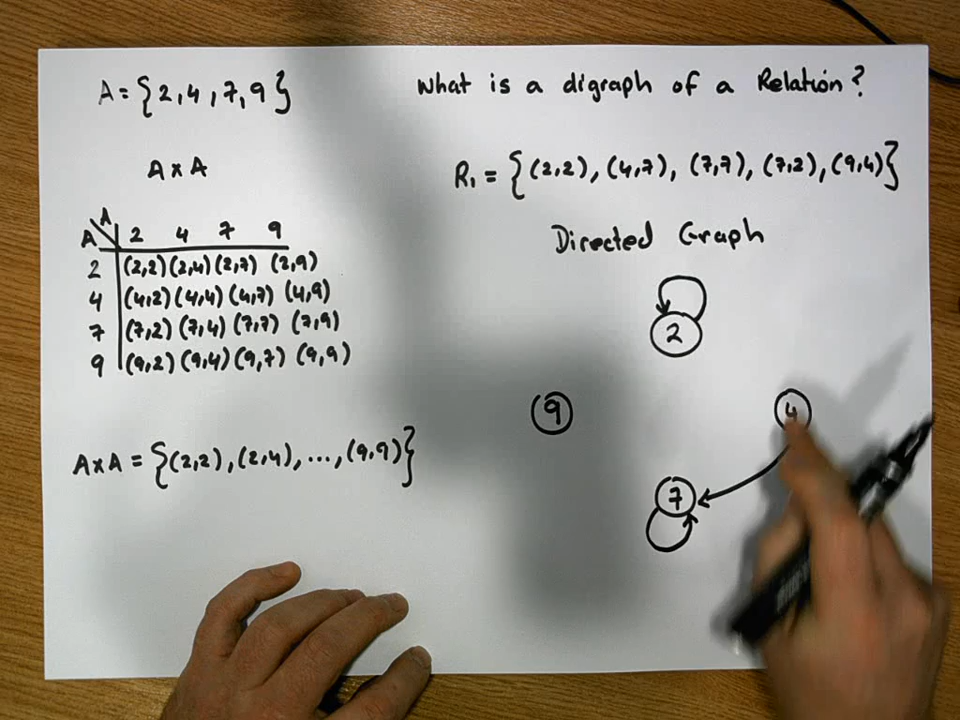 A = {2, 4, 7, 9}
What is a digraph of a Relation?
A x A
R₁ = {(2,2), (4,7), (7,7), (7,2), (9,4)}
Directed Graph
A
A 2 4 7 9
2 (2,2) (2,4) (2,7) (2,9)
4 (4,2) (4,4) (4,7) (4,9)
7 (7,2) (7,4) (7,7) (7,9)
9 (9,2) (9,4) (9,7) (9,9)
A x A = {(2,2), (2,4), ..., (9,9)}
2
9
4
7